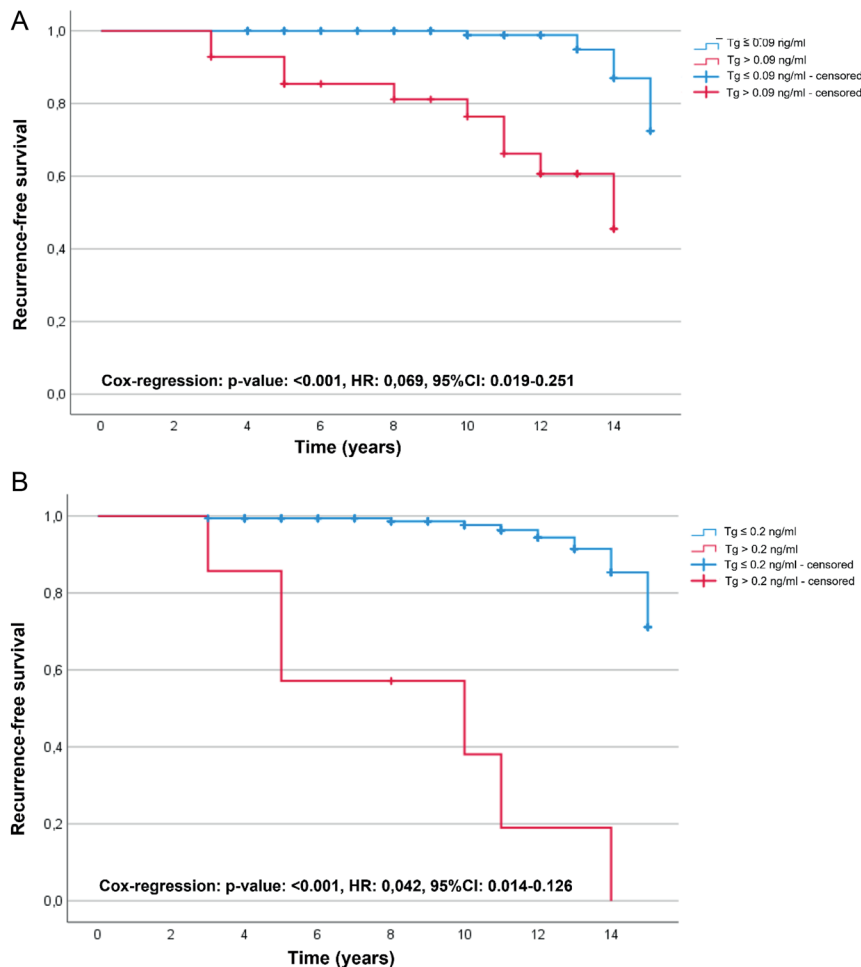 A
1,0
0,8
0,6
0,4
0,2
0,0
Recurrence-free survival
Cox-regression: p-value: <0.001, HR: 0,069, 95%CI: 0.019-0.251
0 2 4 6 8 10 12 14
Time (years)
Tg ≤ 0.09 ng/ml
Tg > 0.09 ng/ml
Tg ≤ 0.09 ng/ml - censored
Tg > 0.09 ng/ml - censored
B
1,0
0,8
0,6
0,4
0,2
0,0
Recurrence-free survival
Cox-regression: p-value: <0.001, HR: 0,042, 95%CI: 0.014-0.126
0 2 4 6 8 10 12 14
Time (years)
Tg ≤ 0.2 ng/ml
Tg > 0.2 ng/ml
Tg ≤ 0.2 ng/ml - censored
Tg > 0.2 ng/ml - censored